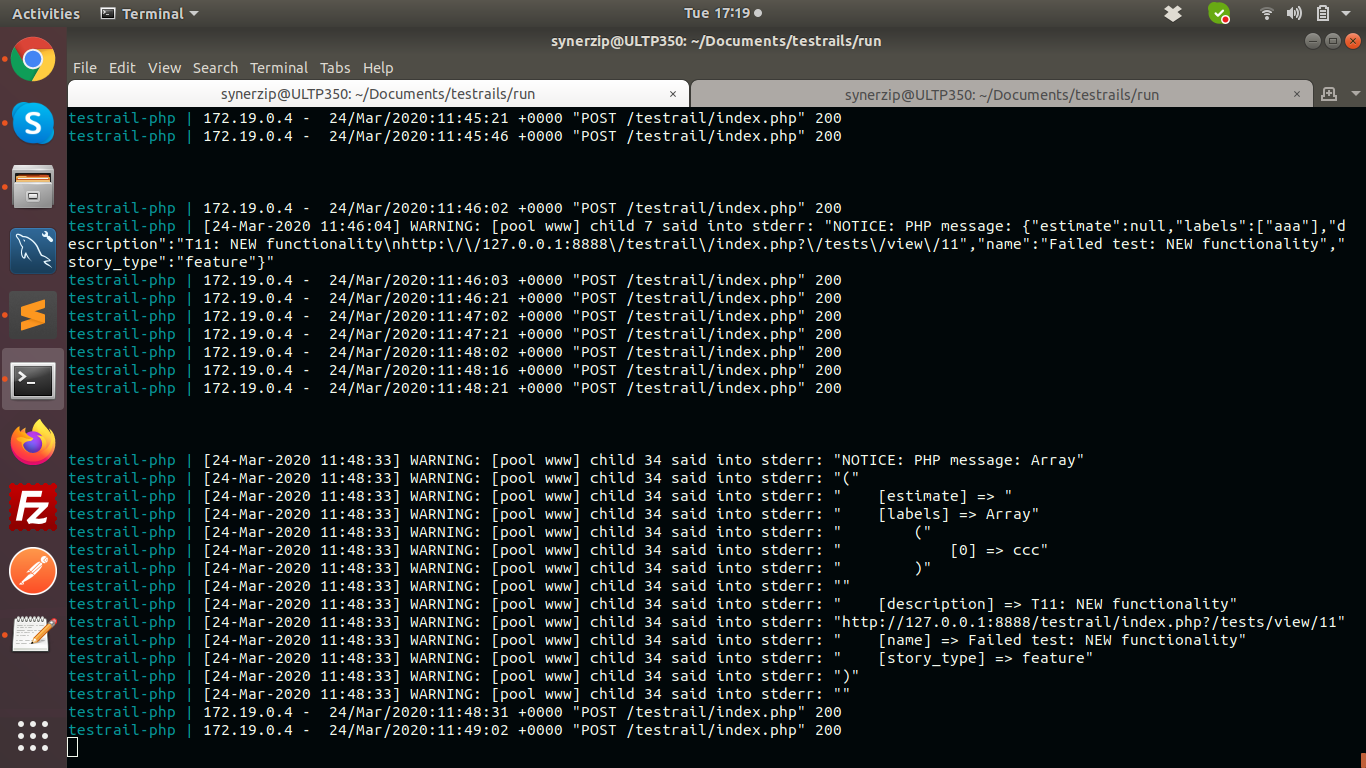 Activities Terminal Tue 17:19
synerzip@ULTP350: ~/Documents/testrails/run
File Edit View Search Terminal Tabs Help
synerzip@ULTP350: ~/Documents/testrails/run × synerzip@ULTP350: ~/Documents/testrails/run ×
testrail-php | 172.19.0.4 -  24/Mar/2020:11:45:21 +0000 "POST /testrail/index.php" 200
testrail-php | 172.19.0.4 -  24/Mar/2020:11:45:46 +0000 "POST /testrail/index.php" 200
testrail-php | 172.19.0.4 -  24/Mar/2020:11:46:02 +0000 "POST /testrail/index.php" 200
testrail-php | [24-Mar-2020 11:46:04] WARNING: [pool www] child 7 said into stderr: "NOTICE: PHP message: {"estimate":null,"labels":["aaa"],"d
escription":"T11: NEW functionality\nhttp:\/\/127.0.0.1:8888\/testrail\/index.php?\/tests\/view\/11","name":"Failed test: NEW functionality","
story_type":"feature"}"
testrail-php | 172.19.0.4 -  24/Mar/2020:11:46:03 +0000 "POST /testrail/index.php" 200
testrail-php | 172.19.0.4 -  24/Mar/2020:11:46:21 +0000 "POST /testrail/index.php" 200
testrail-php | 172.19.0.4 -  24/Mar/2020:11:47:02 +0000 "POST /testrail/index.php" 200
testrail-php | 172.19.0.4 -  24/Mar/2020:11:47:21 +0000 "POST /testrail/index.php" 200
testrail-php | 172.19.0.4 -  24/Mar/2020:11:48:02 +0000 "POST /testrail/index.php" 200
testrail-php | 172.19.0.4 -  24/Mar/2020:11:48:16 +0000 "POST /testrail/index.php" 200
testrail-php | 172.19.0.4 -  24/Mar/2020:11:48:21 +0000 "POST /testrail/index.php" 200
testrail-php | [24-Mar-2020 11:48:33] WARNING: [pool www] child 34 said into stderr: "NOTICE: PHP message: Array"
testrail-php | [24-Mar-2020 11:48:33] WARNING: [pool www] child 34 said into stderr: "("
testrail-php | [24-Mar-2020 11:48:33] WARNING: [pool www] child 34 said into stderr: "    [estimate] => "
testrail-php | [24-Mar-2020 11:48:33] WARNING: [pool www] child 34 said into stderr: "    [labels] => Array"
testrail-php | [24-Mar-2020 11:48:33] WARNING: [pool www] child 34 said into stderr: "        ("
testrail-php | [24-Mar-2020 11:48:33] WARNING: [pool www] child 34 said into stderr: "            [0] => ccc"
testrail-php | [24-Mar-2020 11:48:33] WARNING: [pool www] child 34 said into stderr: "        )"
testrail-php | [24-Mar-2020 11:48:33] WARNING: [pool www] child 34 said into stderr: ""
testrail-php | [24-Mar-2020 11:48:33] WARNING: [pool www] child 34 said into stderr: "    [description] => T11: NEW functionality"
testrail-php | [24-Mar-2020 11:48:33] WARNING: [pool www] child 34 said into stderr: "http://127.0.0.1:8888/testrail/index.php?/tests/view/11"
testrail-php | [24-Mar-2020 11:48:33] WARNING: [pool www] child 34 said into stderr: "    [name] => Failed test: NEW functionality"
testrail-php | [24-Mar-2020 11:48:33] WARNING: [pool www] child 34 said into stderr: "    [story_type] => feature"
testrail-php | [24-Mar-2020 11:48:33] WARNING: [pool www] child 34 said into stderr: ")"
testrail-php | [24-Mar-2020 11:48:33] WARNING: [pool www] child 34 said into stderr: ""
testrail-php | 172.19.0.4 -  24/Mar/2020:11:48:31 +0000 "POST /testrail/index.php" 200
testrail-php | 172.19.0.4 -  24/Mar/2020:11:49:02 +0000 "POST /testrail/index.php" 200